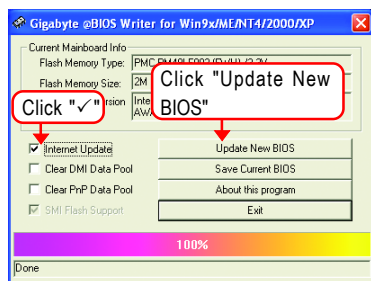 Gigabyte @BIOS Writer for Win9x/ME/NT4/2000/XP
Current Mainboard Info
Flash Memory Type: PMC
Flash Memory Size: 2M
Click "Update New
BIOS"
Click "✓"
Internet Update
Update New BIOS
Clear DMI Data Pool
Save Current BIOS
Clear PnP Data Pool
About this program
SMI Flash Support
Exit
100%
Done